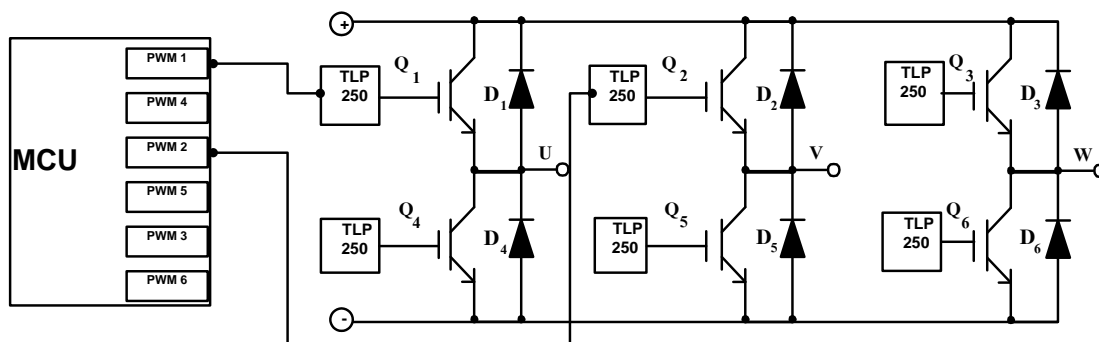 +
PWM 1
PWM 4
PWM 2
MCU
PWM 5
PWM 3
PWM 6
TLP
250
Q1
D1
TLP
250
Q2
D2
TLP
250
Q3
D3
U
V
W
TLP
250
Q4
D4
TLP
250
Q5
D5
TLP
250
Q6
D6
-